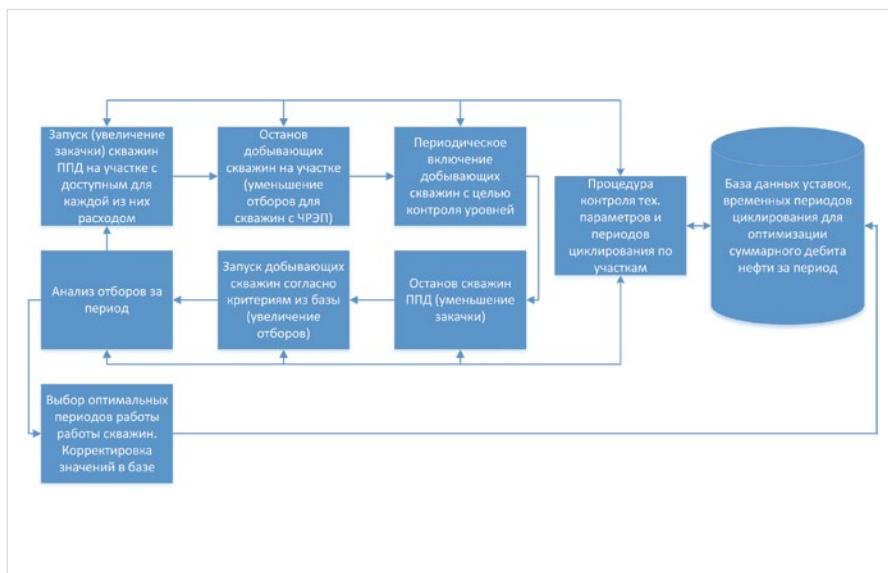 Запуск (увеличение
закачки) скважин
ППД на участке с
доступным для
каждой из них
расходом
Останов
добывающих
скважин на участке
(уменьшение
отборов для
скважин с ЧРЭП)
Периодическое
включение
добывающих
скважин с целью
контроля уровней
Процедура
контроля тех.
параметров и
периодов
циклирования по
участкам
База данных уставок,
временных периодов
циклирования для
оптимизации
суммарного дебита
нефти за период
Анализ отборов за
период
Запуск добывающих
скважин согласно
критериям из базы
(увеличение
отборов)
Останов скважин
ППД (уменьшение
закачки)
Выбор оптимальных
периодов работы
работы скважин.
Корректировка
значений в базе